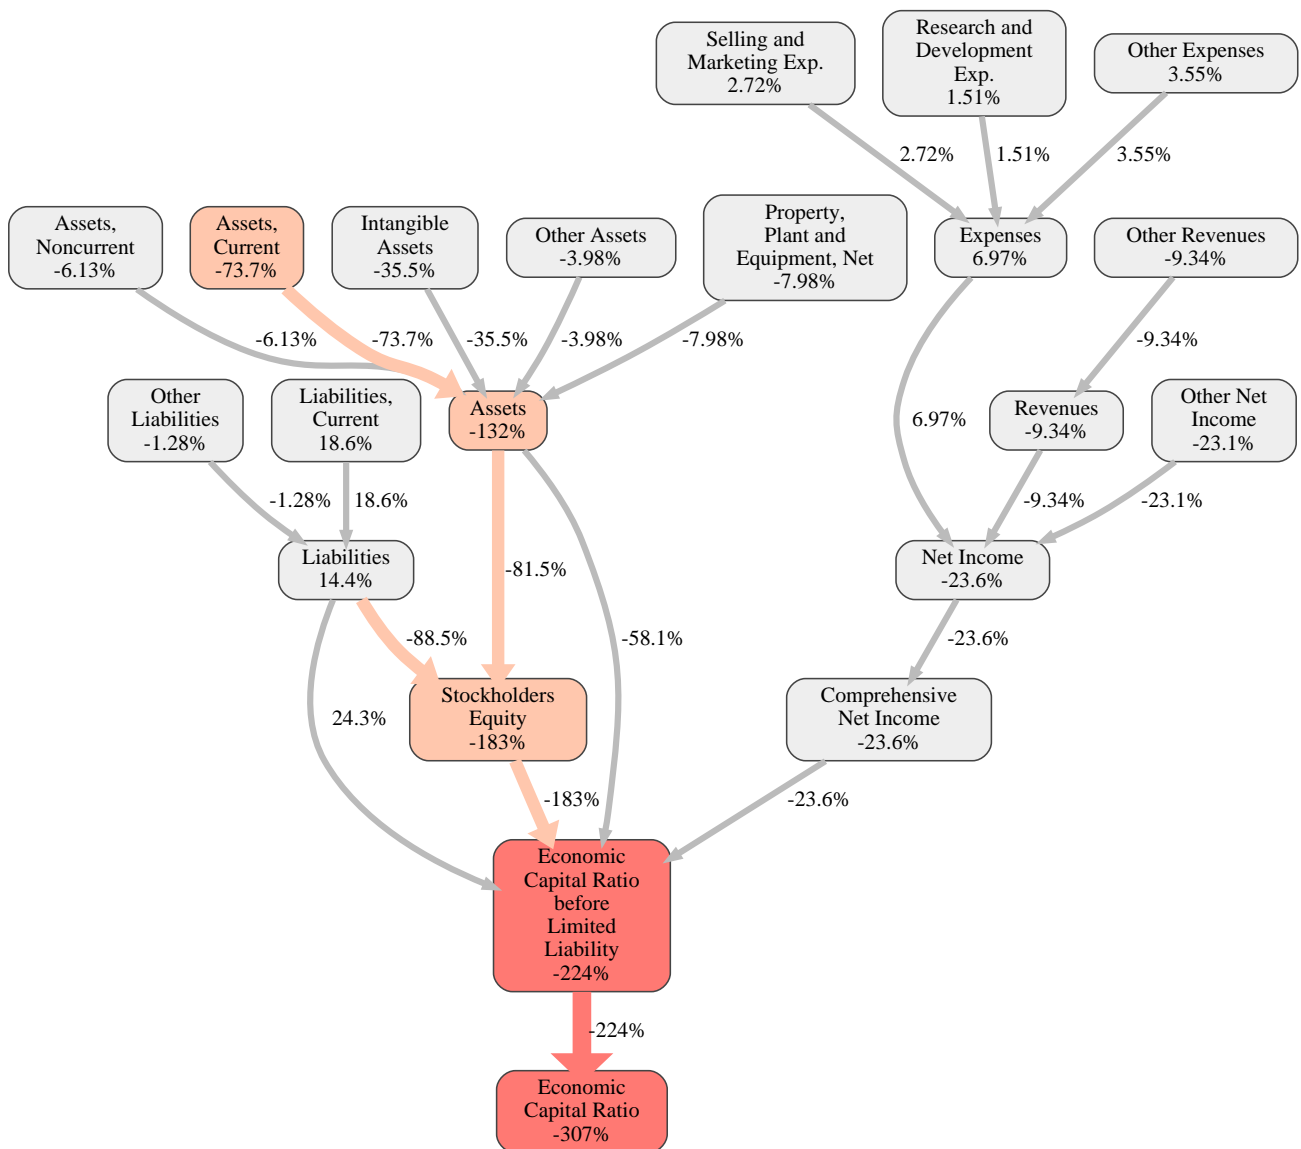 Selling and
Marketing Exp.
2.72%
Research and
Development
Exp.
1.51%
Other Expenses
3.55%
2.72%
1.51%
3.55%
Assets,
Noncurrent
-6.13%
Assets,
Current
-73.7%
Intangible
Assets
-35.5%
Other Assets
-3.98%
Property,
Plant and
Equipment, Net
-7.98%
Expenses
6.97%
Other Revenues
-9.34%
-6.13%
-73.7%
-35.5%
-3.98%
-7.98%
-9.34%
Other
Liabilities
-1.28%
Liabilities,
Current
18.6%
Assets
-132%
6.97%
Revenues
-9.34%
Other Net
Income
-23.1%
-1.28%
18.6%
-9.34%
-23.1%
Liabilities
14.4%
-81.5%
Net Income
-23.6%
-88.5%
-58.1%
-23.6%
24.3%
Stockholders
Equity
-183%
Comprehensive
Net Income
-23.6%
-183%
-23.6%
Economic
Capital Ratio
before
Limited
Liability
-224%
-224%
Economic
Capital Ratio
-307%